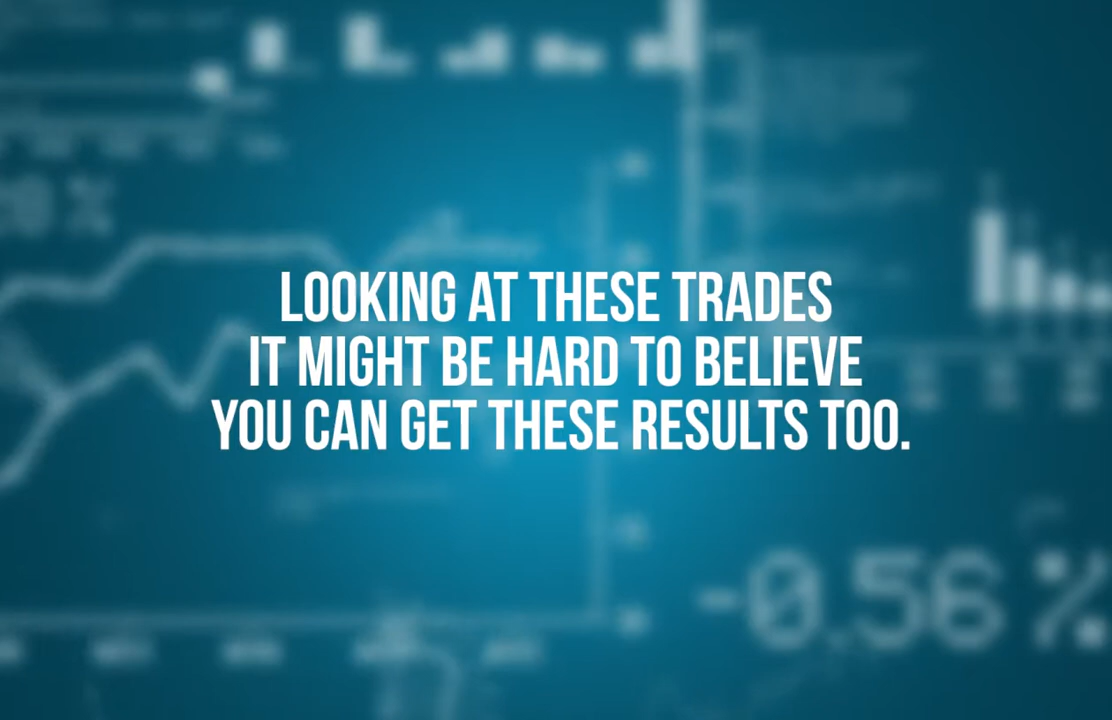 LOOKING AT THESE TRADES
IT MIGHT BE HARD TO BELIEVE
YOU CAN GET THESE RESULTS TOO.
-0.56 %